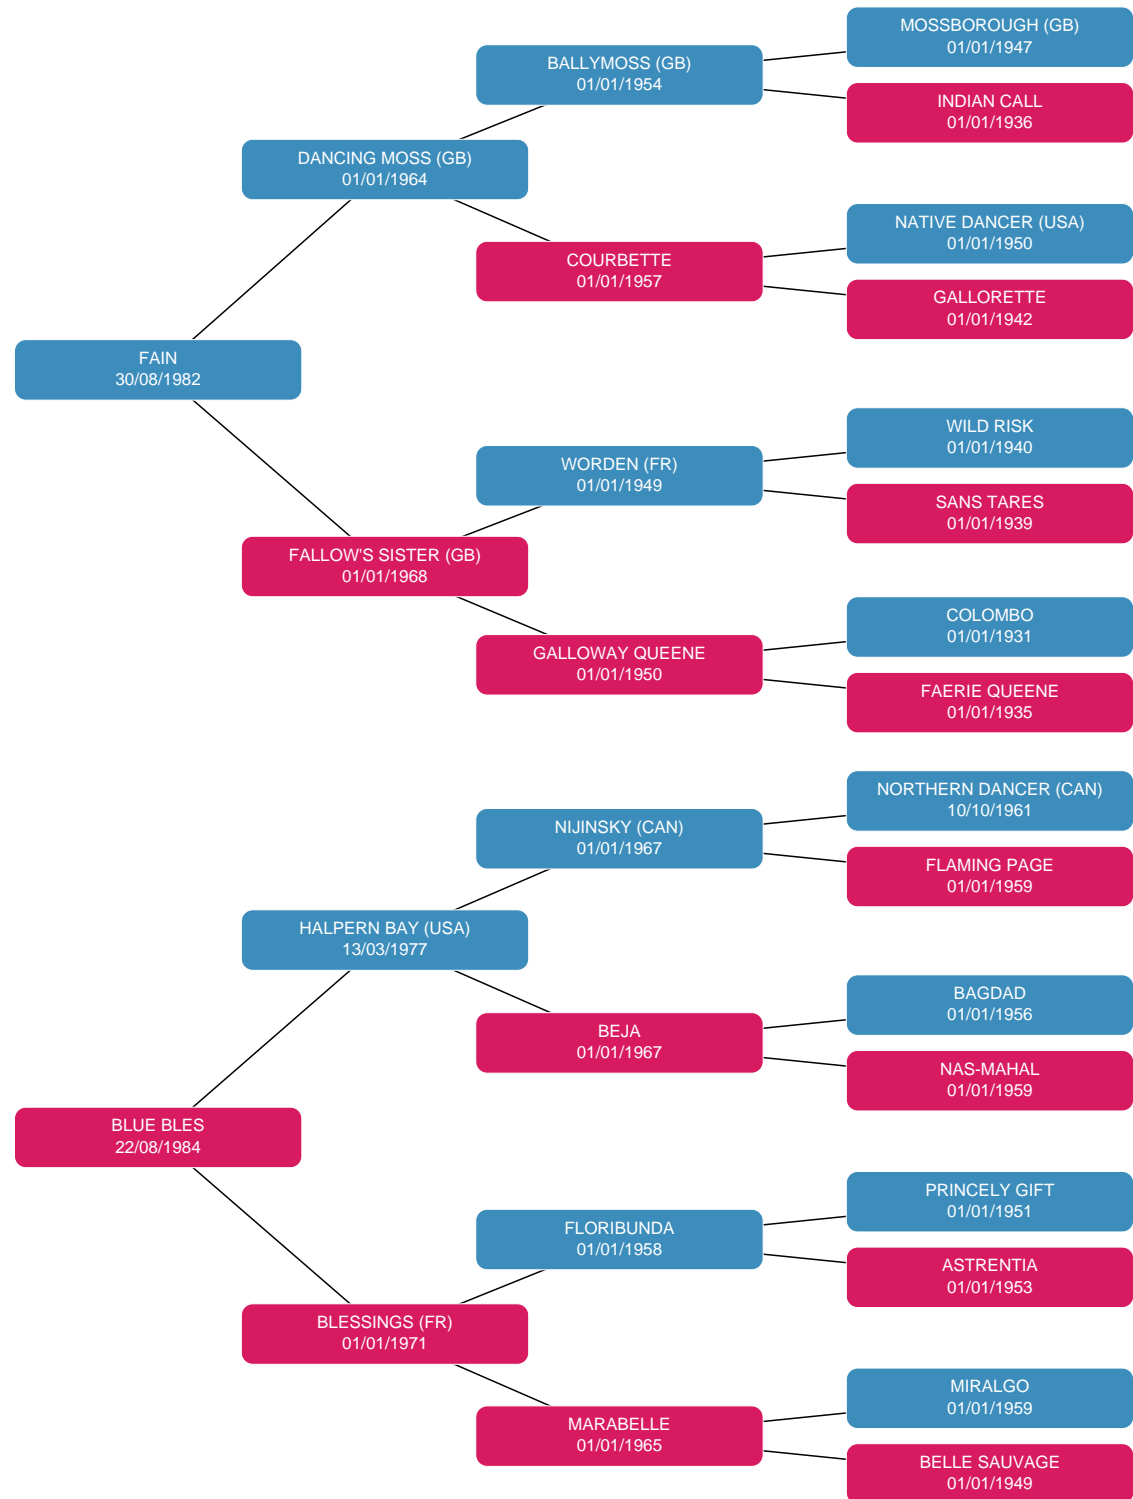 MOSSBOROUGH (GB)
01/01/1947
BALLYMOSS (GB)
01/01/1954
INDIAN CALL
01/01/1936
DANCING MOSS (GB)
01/01/1964
NATIVE DANCER (USA)
01/01/1950
COURBETTE
01/01/1957
GALLORETTE
01/01/1942
FAIN
30/08/1982
WILD RISK
01/01/1940
WORDEN (FR)
01/01/1949
SANS TARES
01/01/1939
FALLOW'S SISTER (GB)
01/01/1968
COLOMBO
01/01/1931
GALLOWAY QUEENE
01/01/1950
FAERIE QUEENE
01/01/1935
NORTHERN DANCER (CAN)
10/10/1961
NIJINSKY (CAN)
01/01/1967
FLAMING PAGE
01/01/1959
HALPERN BAY (USA)
13/03/1977
BAGDAD
01/01/1956
BEJA
01/01/1967
NAS-MAHAL
01/01/1959
BLUE BLES
22/08/1984
PRINCELY GIFT
01/01/1951
FLORIBUNDA
01/01/1958
ASTRENTIA
01/01/1953
BLESSINGS (FR)
01/01/1971
MIRALGO
01/01/1959
MARABELLE
01/01/1965
BELLE SAUVAGE
01/01/1949